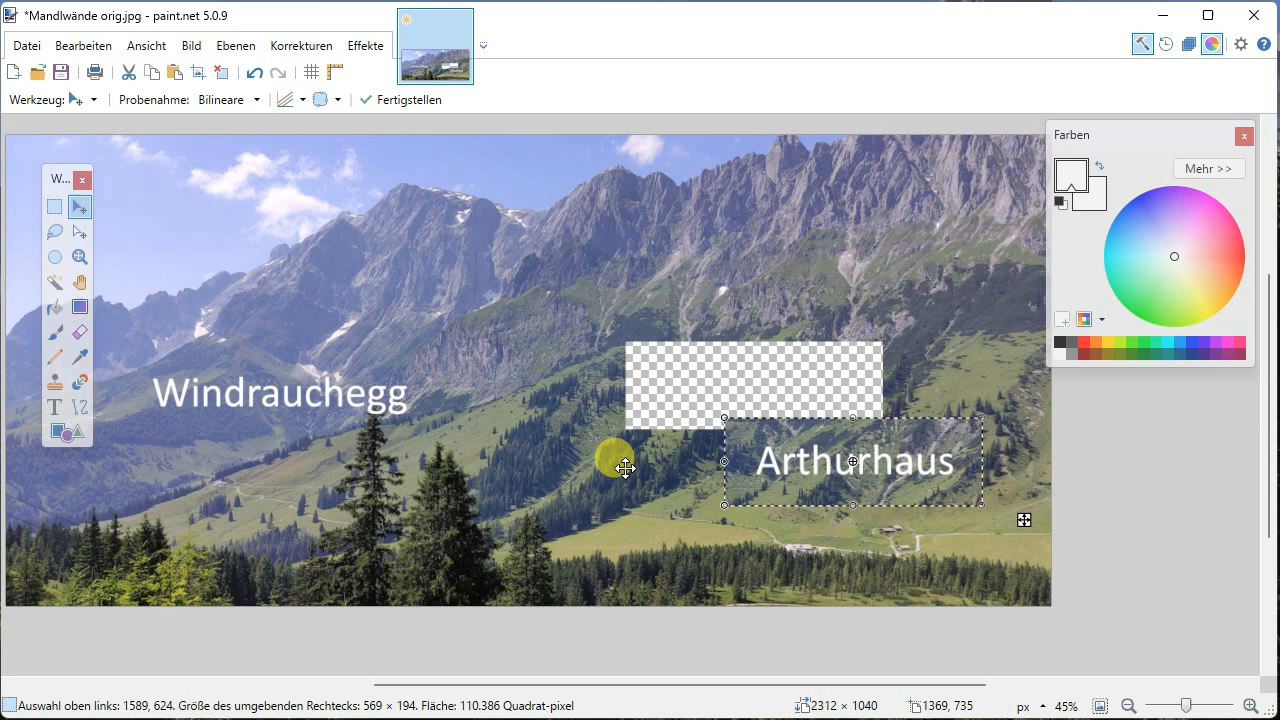 *Mandlwände orig.jpg - paint.net 5.0.9
Datei Bearbeiten Ansicht Bild Ebenen Korrekturen Effekte
Werkzeug: Probenahme: Bilineare Fertigstellen
Farben
W...
Mehr >>
Windrauchegg
Arthurhaus
Auswahl oben links: 1589, 624. Größe des umgebenden Rechtecks: 569 × 194. Fläche: 110.386 Quadrat-pixel
2312 × 1040
1369, 735
px
45%